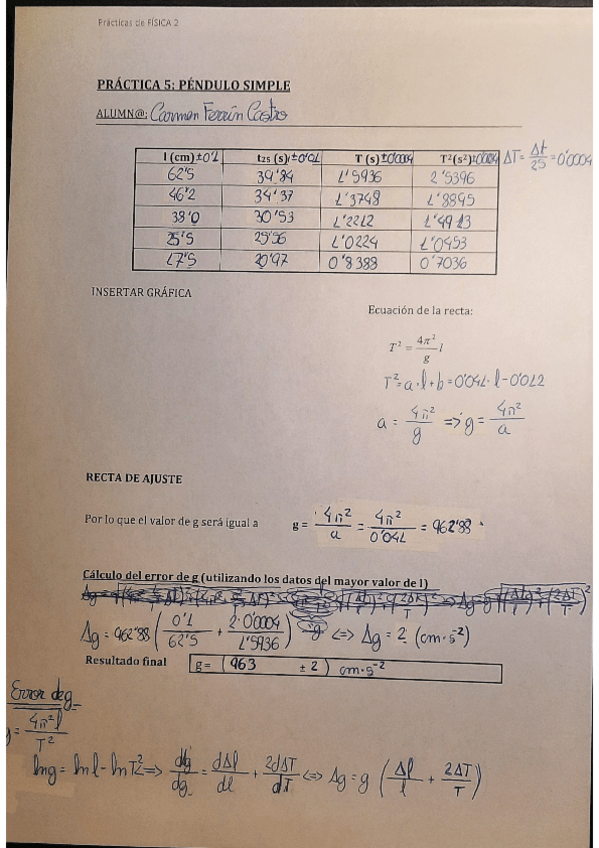 Prácticas de FÍSICA 2
PRÁCTICA 5: PÉNDULO SIMPLE
ALUMN@: Carmen Ferrín Castro
l (cm) ±0'1 t25 (s) (±0'01 T (s) ±0'0004 T²(s²) ±0'0004 ΔT = Δt/25 = 0'0004
62'5 39'84 1'5936 2'5396
46'2 34'37 1'3748 1'8895
38'0 30'53 1'2212 1'4913
25'5 25'56 1'0224 1'0453
17'5 20'97 0'8388 0'7036
INSERTAR GRÁFICA
Ecuación de la recta:
T² = 4π²/g l
T² = a·l + b = 0'041·l - 0'012
a = 4π²/g => g = 4π²/a
RECTA DE AJUSTE
Por lo que el valor de g será igual a g = 4π²/a = 4π²/0'041 = 962'88
Cálculo del error de g (utilizando los datos del mayor valor de l)
Δg = 962'88 (0'1/62'5 + 2·0'0004/1'5936) <=> Δg = 2 (cm·s⁻²)
Resultado final g = ( 963 ± 2 ) cm·s⁻²
Error de g
g = 4π²l/T²
ln g = ln l - ln T² => dg/dg = dΔl/dl + 2dΔT/dT <=> Δg = g (Δl/l + 2ΔT/T)